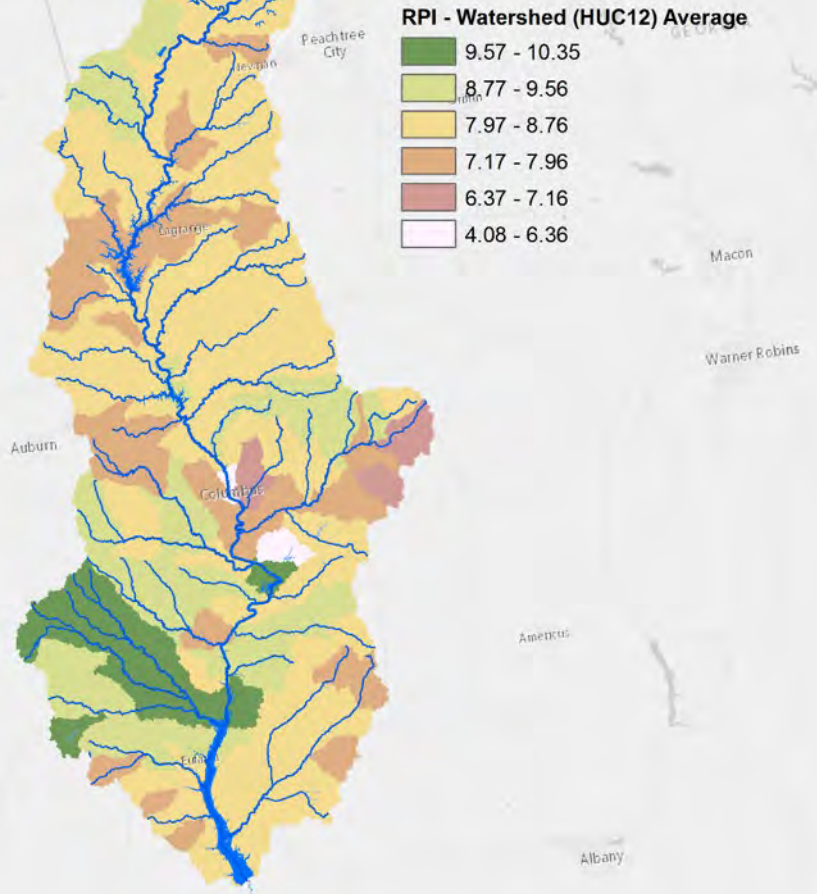 RPI - Watershed (HUC12) Average
9.57 - 10.35
8.77 - 9.56
7.97 - 8.76
7.17 - 7.96
6.37 - 7.16
4.08 - 6.36
GEORGIA
Peachtree
City
Newnan
Lagrange
Macon
Warner Robins
Auburn
Columbus
Americus
Albany